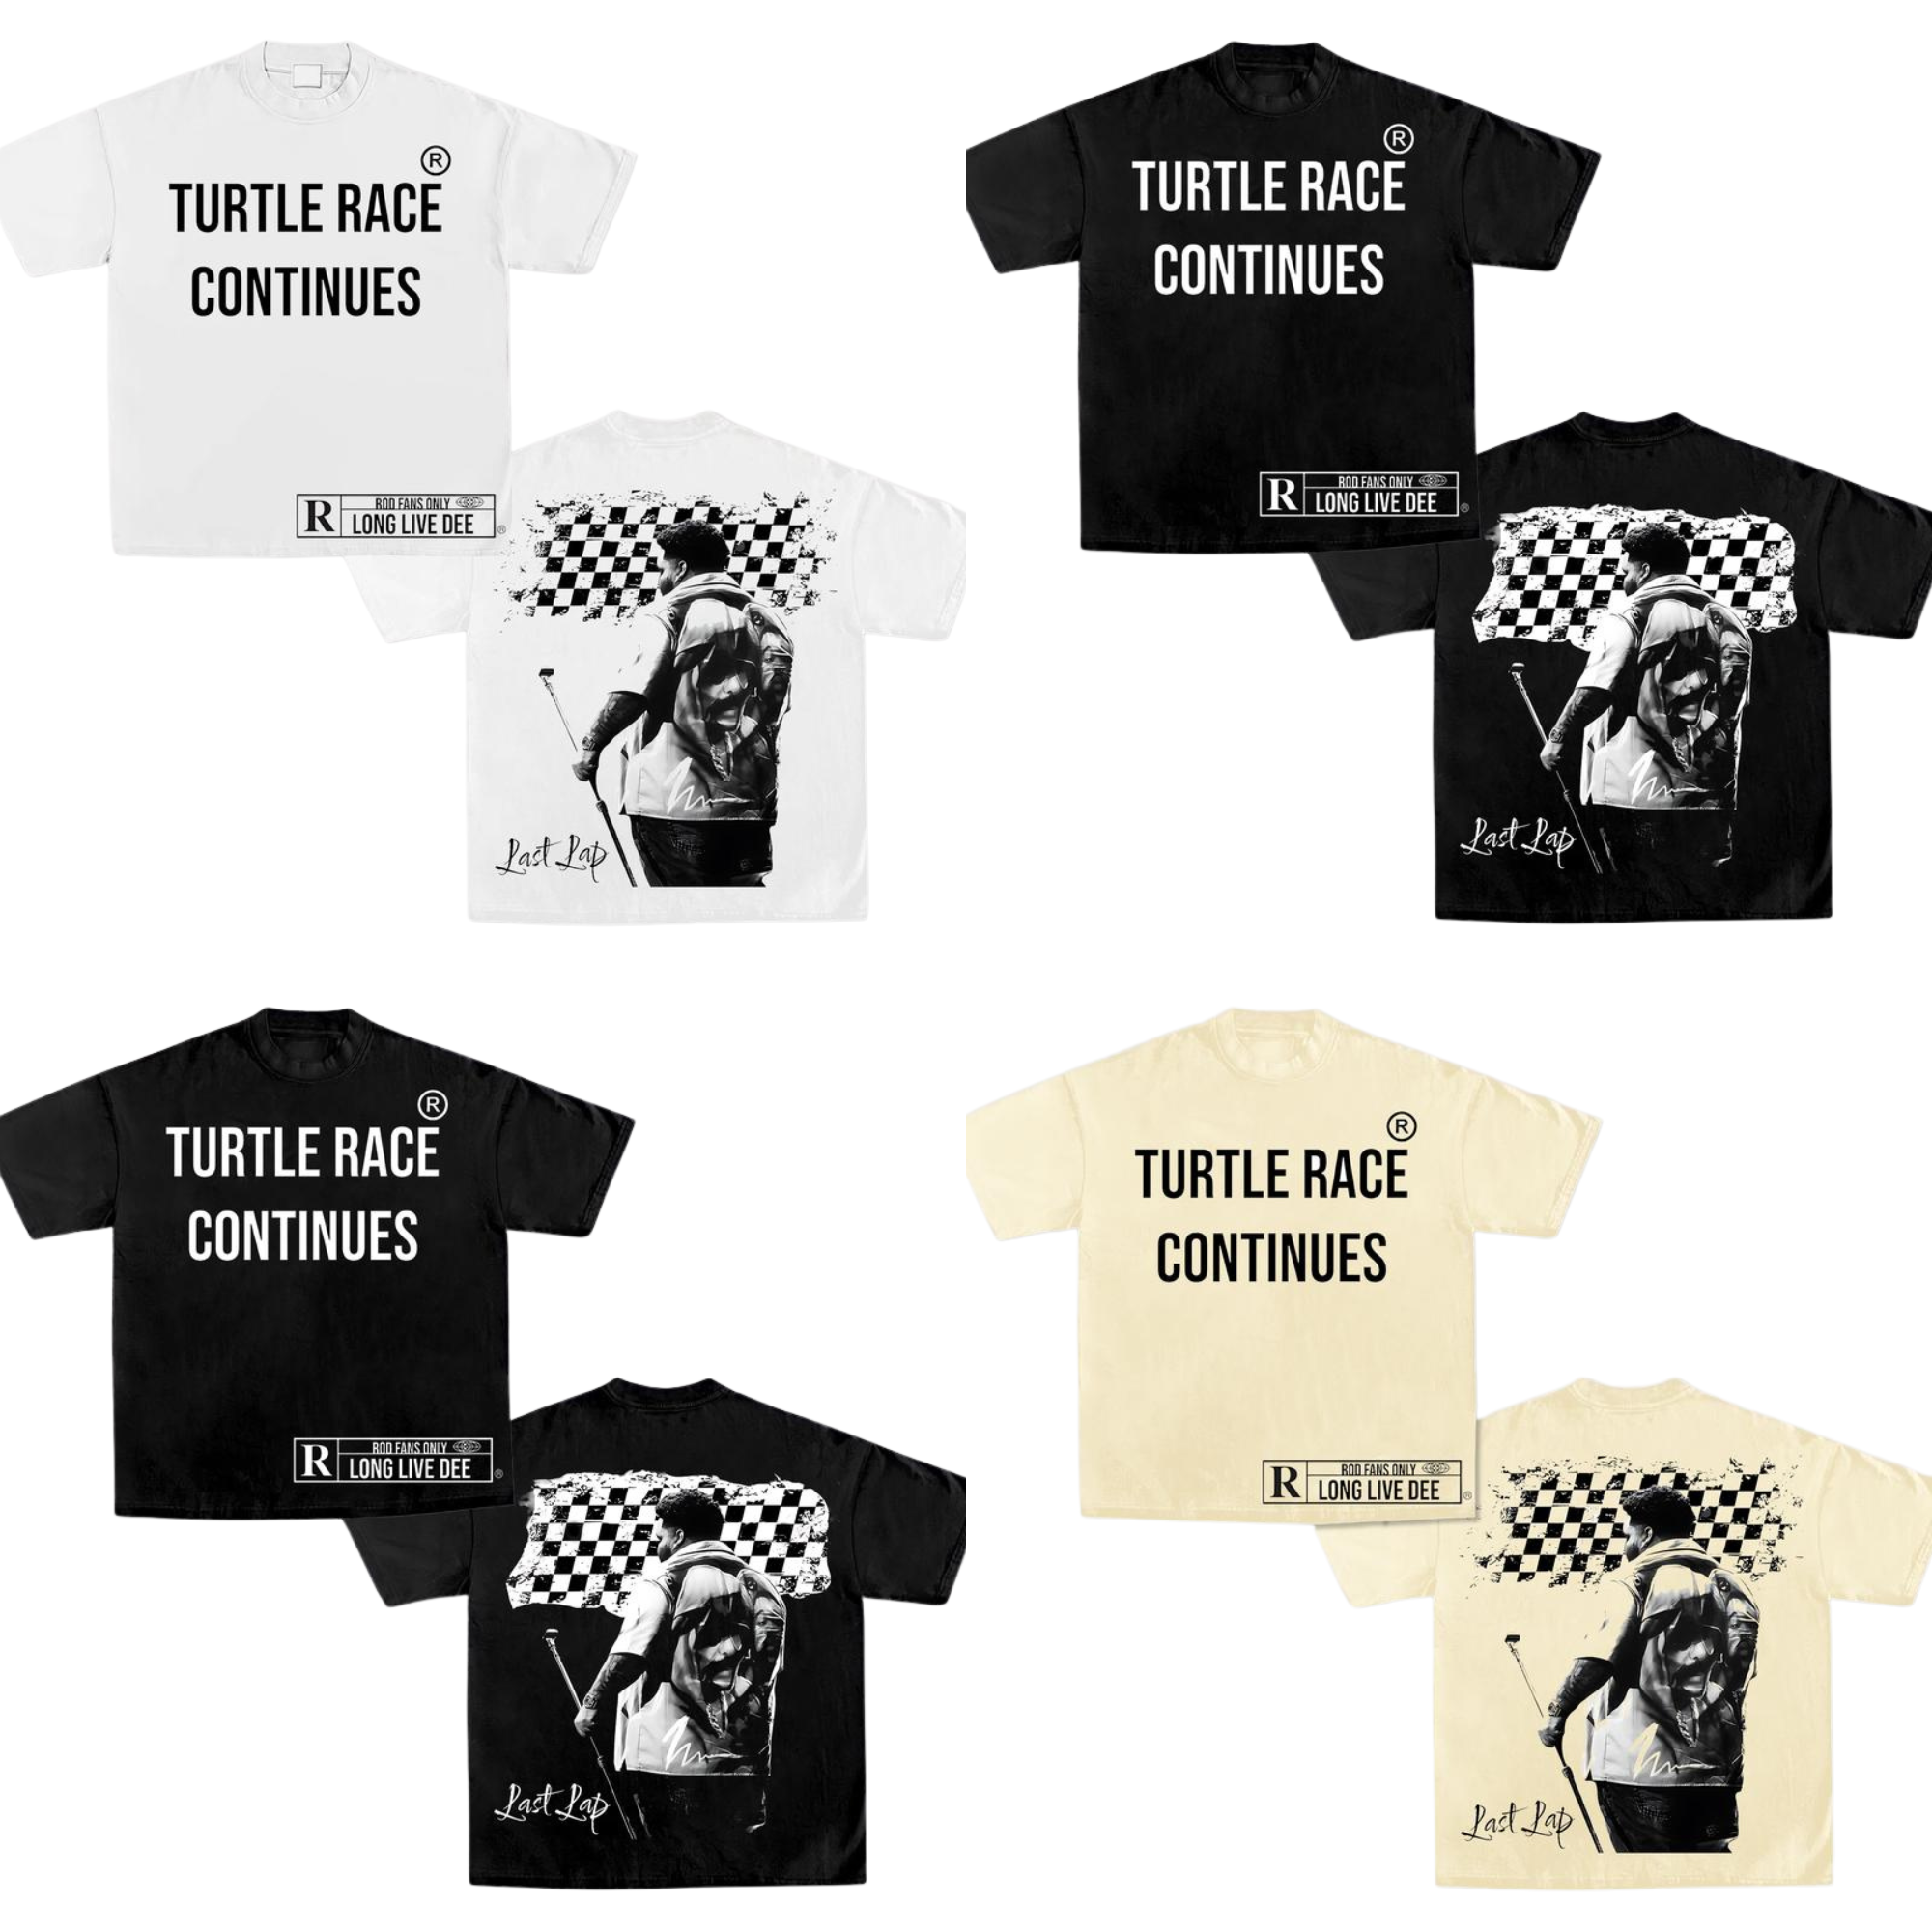 ®
TURTLE RACE
CONTINUES
R
ROD FANS ONLY
LONG LIVE DEE
®
Last Lap
®
TURTLE RACE
CONTINUES
R
ROD FANS ONLY
LONG LIVE DEE
®
Last Lap
®
TURTLE RACE
CONTINUES
R
ROD FANS ONLY
LONG LIVE DEE
®
Last Lap
®
TURTLE RACE
CONTINUES
R
ROD FANS ONLY
LONG LIVE DEE
®
Last Lap